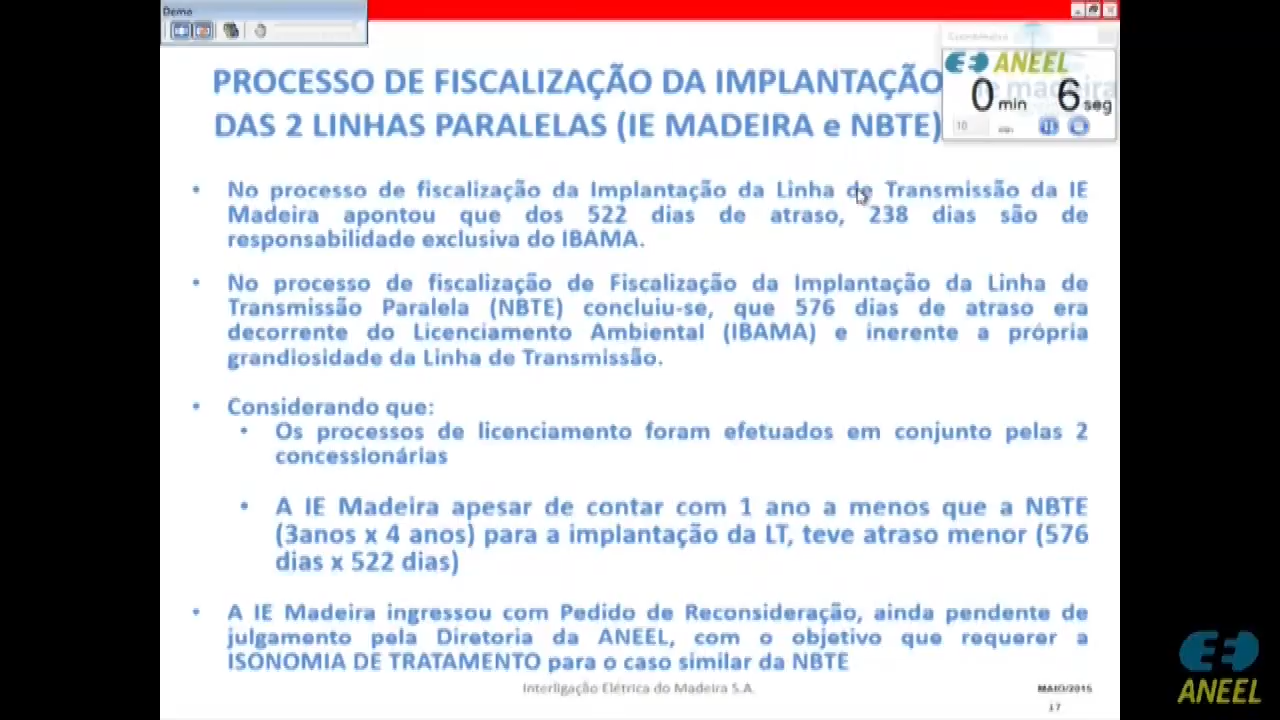 Demo
Cronômetro
ANEEL
ie madeira
0 min 6 seg
10 min
PROCESSO DE FISCALIZAÇÃO DA IMPLANTAÇÃO
DAS 2 LINHAS PARALELAS (IE MADEIRA e NBTE)
• No processo de fiscalização da Implantação da Linha de Transmissão da IE
Madeira apontou que dos 522 dias de atraso, 238 dias são de
responsabilidade exclusiva do IBAMA.
• No processo de fiscalização de Fiscalização da Implantação da Linha de
Transmissão Paralela (NBTE) concluiu-se, que 576 dias de atraso era
decorrente do Licenciamento Ambiental (IBAMA) e inerente a própria
grandiosidade da Linha de Transmissão.
• Considerando que:
• Os processos de licenciamento foram efetuados em conjunto pelas 2
concessionárias
• A IE Madeira apesar de contar com 1 ano a menos que a NBTE
(3anos x 4 anos) para a implantação da LT, teve atraso menor (576
dias x 522 dias)
• A IE Madeira ingressou com Pedido de Reconsideração, ainda pendente de
julgamento pela Diretoria da ANEEL, com o objetivo que requerer a
ISONOMIA DE TRATAMENTO para o caso similar da NBTE
Interligação Elétrica do Madeira S.A.
MAIO/2015
17
ANEEL